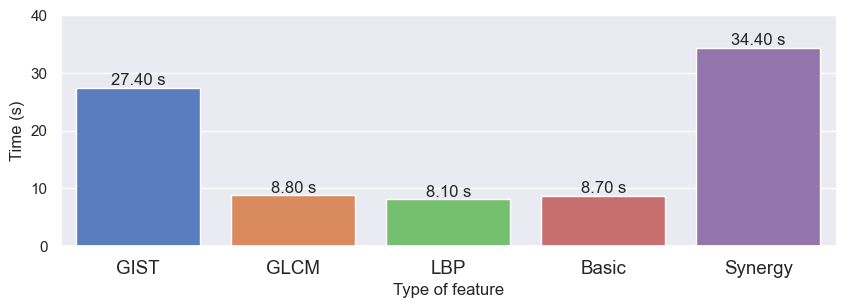 40
30
20
10
0
Time (s)
27.40 s
8.80 s
8.10 s
8.70 s
34.40 s
GIST
GLCM
LBP
Basic
Synergy
Type of feature